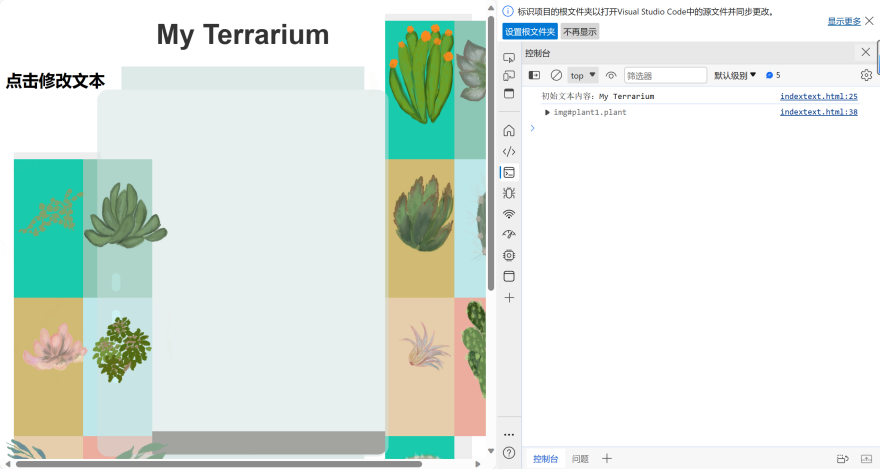 My Terrarium
点击修改文本
标识项目的根文件夹以打开Visual Studio Code中的源文件并同步更改。
显示更多
设置根文件夹
不再显示
控制台
top
筛选器
默认级别
5
初始文本内容: My Terrarium
indextext.html:25
img#plant1.plant
indextext.html:38
控制台
问题